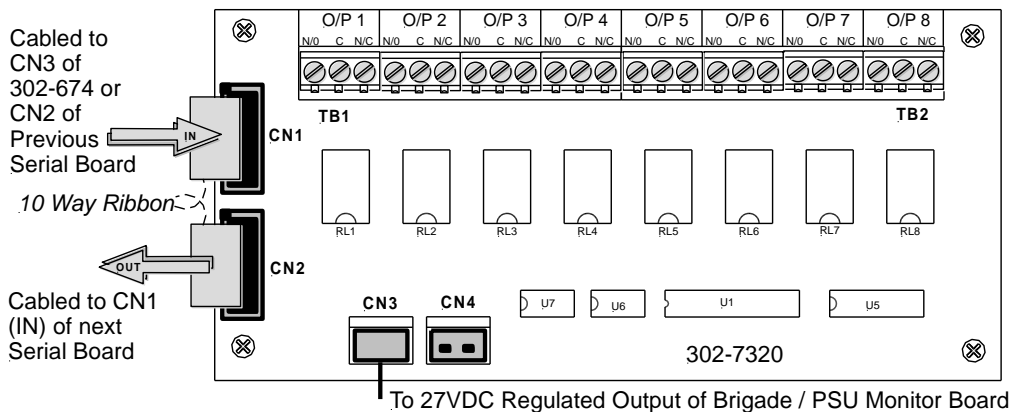 O/P 1 O/P 2 O/P 3 O/P 4 O/P 5 O/P 6 O/P 7 O/P 8
N/0 C N/C N/0 C N/C N/0 C N/C N/0 C N/C N/0 C N/C N/0 C N/C N/0 C N/C N/0 C N/C
TB1 TB2
Cabled to
CN3 of
302-674 or
CN2 of
Previous
Serial Board
IN
CN1
10 Way Ribbon
RL1 RL2 RL3 RL4 RL5 RL6 RL7 RL8
OUT
CN2
Cabled to CN1
(IN) of next
Serial Board
CN3 CN4
U7 U6 U1 U5
302-7320
To 27VDC Regulated Output of Brigade / PSU Monitor Board